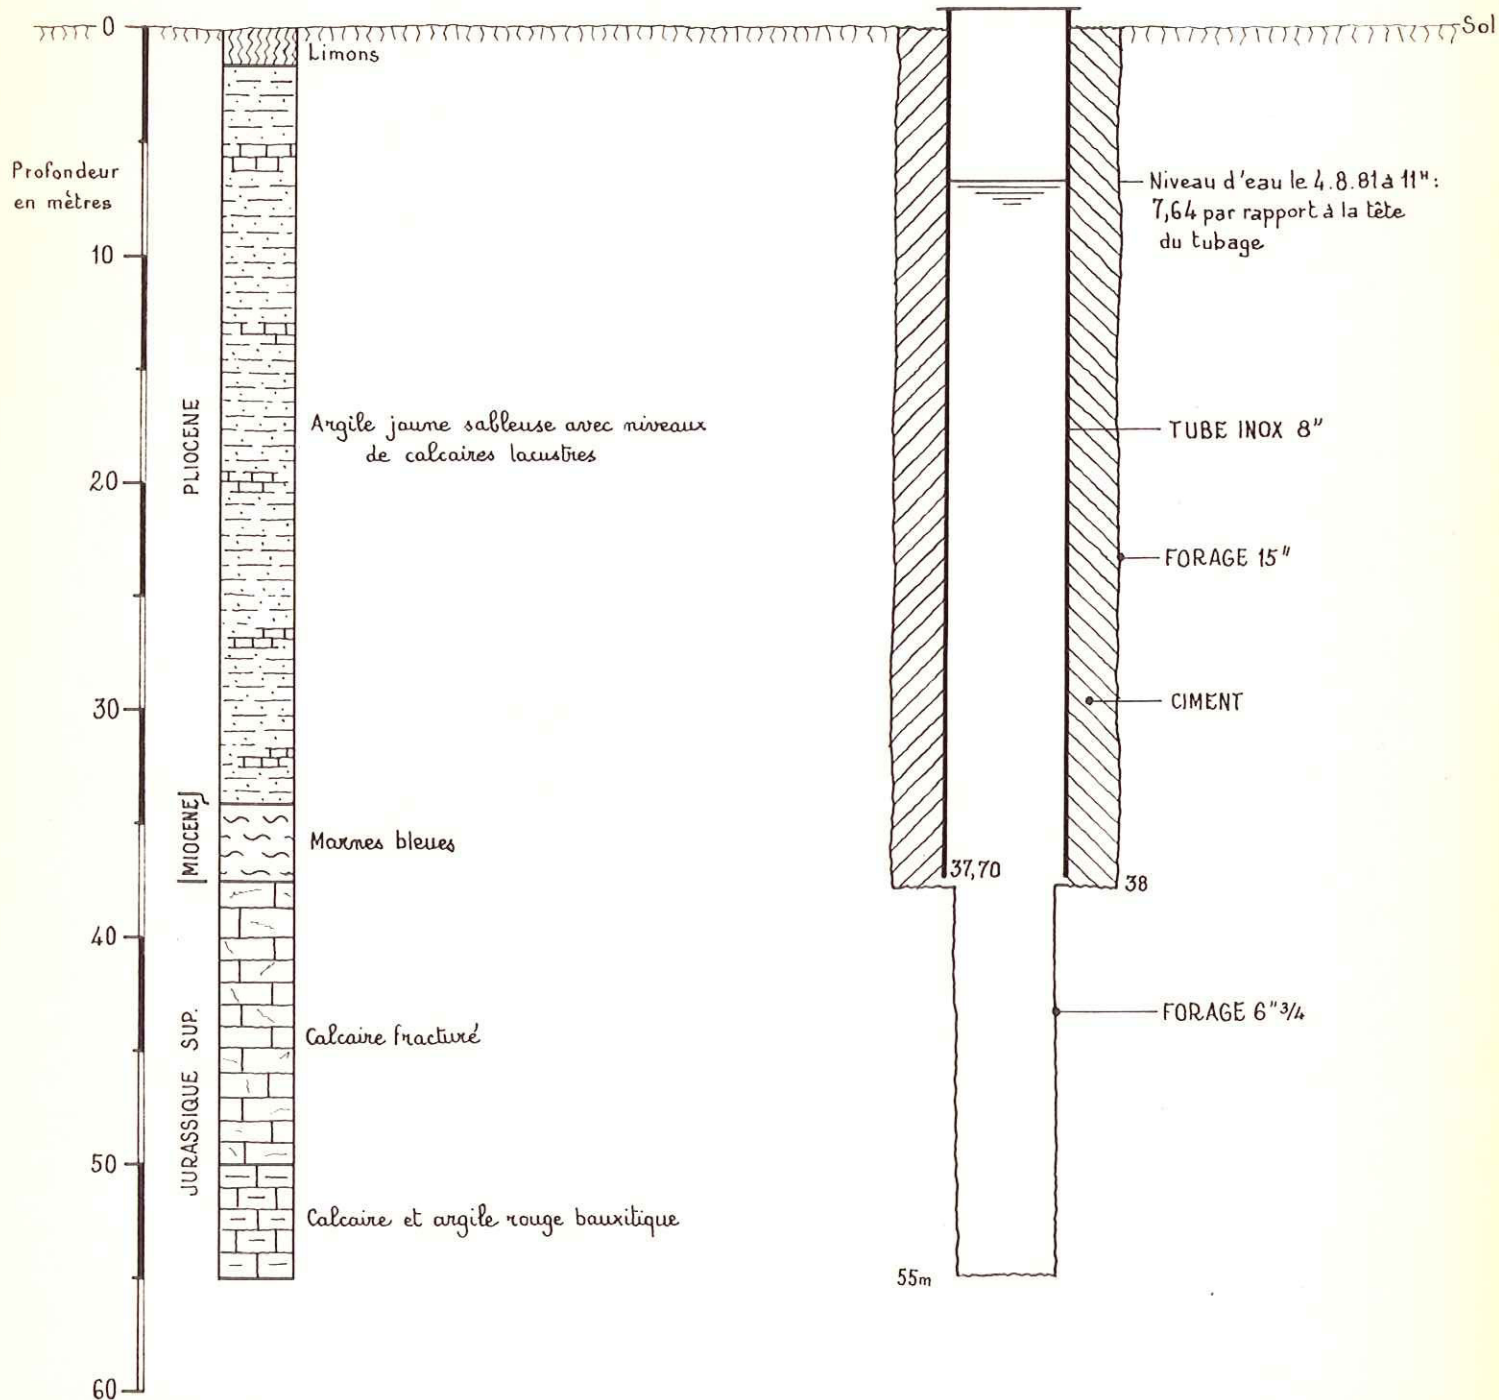 0
Sol
Limons
Profondeur
en mètres
Niveau d'eau le 4.8.81 à 11ᴴ :
7,64 par rapport à la tête
du tubage
10
PLIOCENE
Argile jaune sableuse avec niveaux
de calcaires lacustres
TUBE INOX 8"
20
FORAGE 15"
30
CIMENT
MIOCENE
Marnes bleues
37,70
38
40
JURASSIQUE SUP.
Calcaire fracturé
FORAGE 6" 3/4
50
Calcaire et argile rouge bauxitique
55m
60